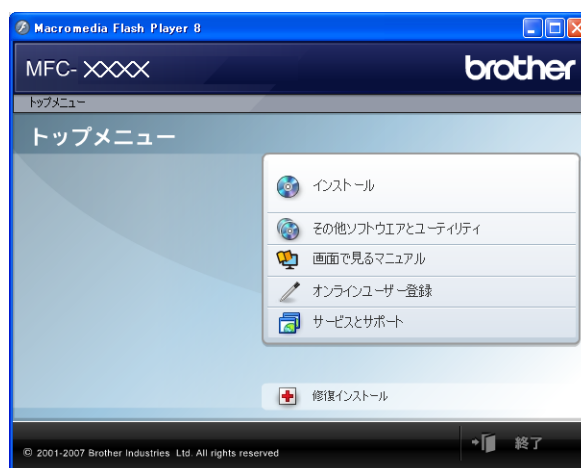 Macromedia Flash Player 8
MFC- XXXX
brother
トップメニュー
トップメニュー
インストール
その他ソフトウエアとユーティリティ
画面で見るマニュアル
オンラインユーザー登録
サービスとサポート
修復インストール
© 2001-2007 Brother Industries Ltd. All rights reserved
終了